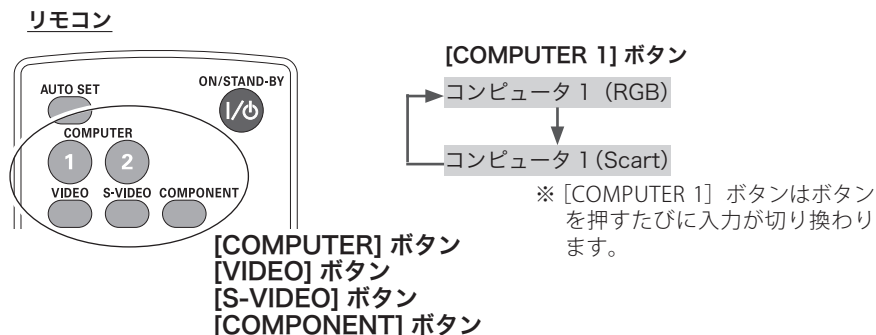 リモコン
AUTO SET
ON/STAND-BY
I/⏻
COMPUTER
1 2
VIDEO S-VIDEO COMPONENT
[COMPUTER] ボタン
[VIDEO] ボタン
[S-VIDEO] ボタン
[COMPONENT] ボタン
[COMPUTER 1] ボタン
コンピュータ 1 (RGB)
コンピュータ 1 (Scart)
※ [COMPUTER 1] ボタンはボタン
を押すたびに入力が切り換わり
ます。